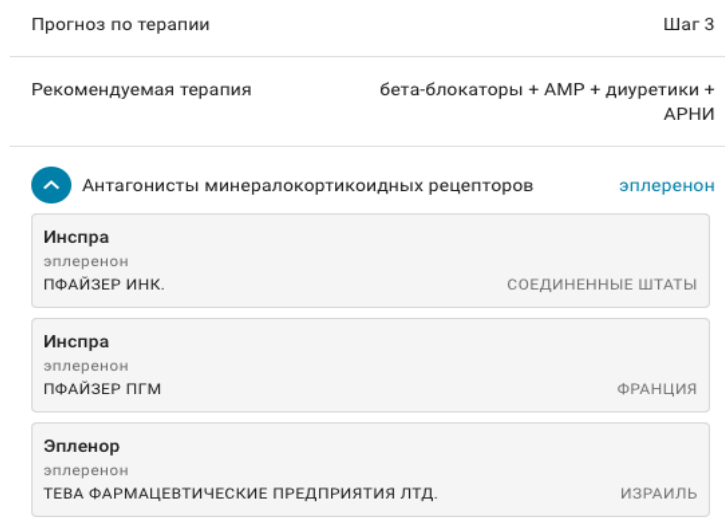 Прогноз по терапии Шаг 3
Рекомендуемая терапия бета-блокаторы + АМР + диуретики +
АРНИ
Антагонисты минералокортикоидных рецепторов эплеренон
Инспра
эплеренон
ПФАЙЗЕР ИНК. СОЕДИНЕННЫЕ ШТАТЫ
Инспра
эплеренон
ПФАЙЗЕР ПГМ ФРАНЦИЯ
Эпленор
эплеренон
ТЕВА ФАРМАЦЕВТИЧЕСКИЕ ПРЕДПРИЯТИЯ ЛТД. ИЗРАИЛЬ